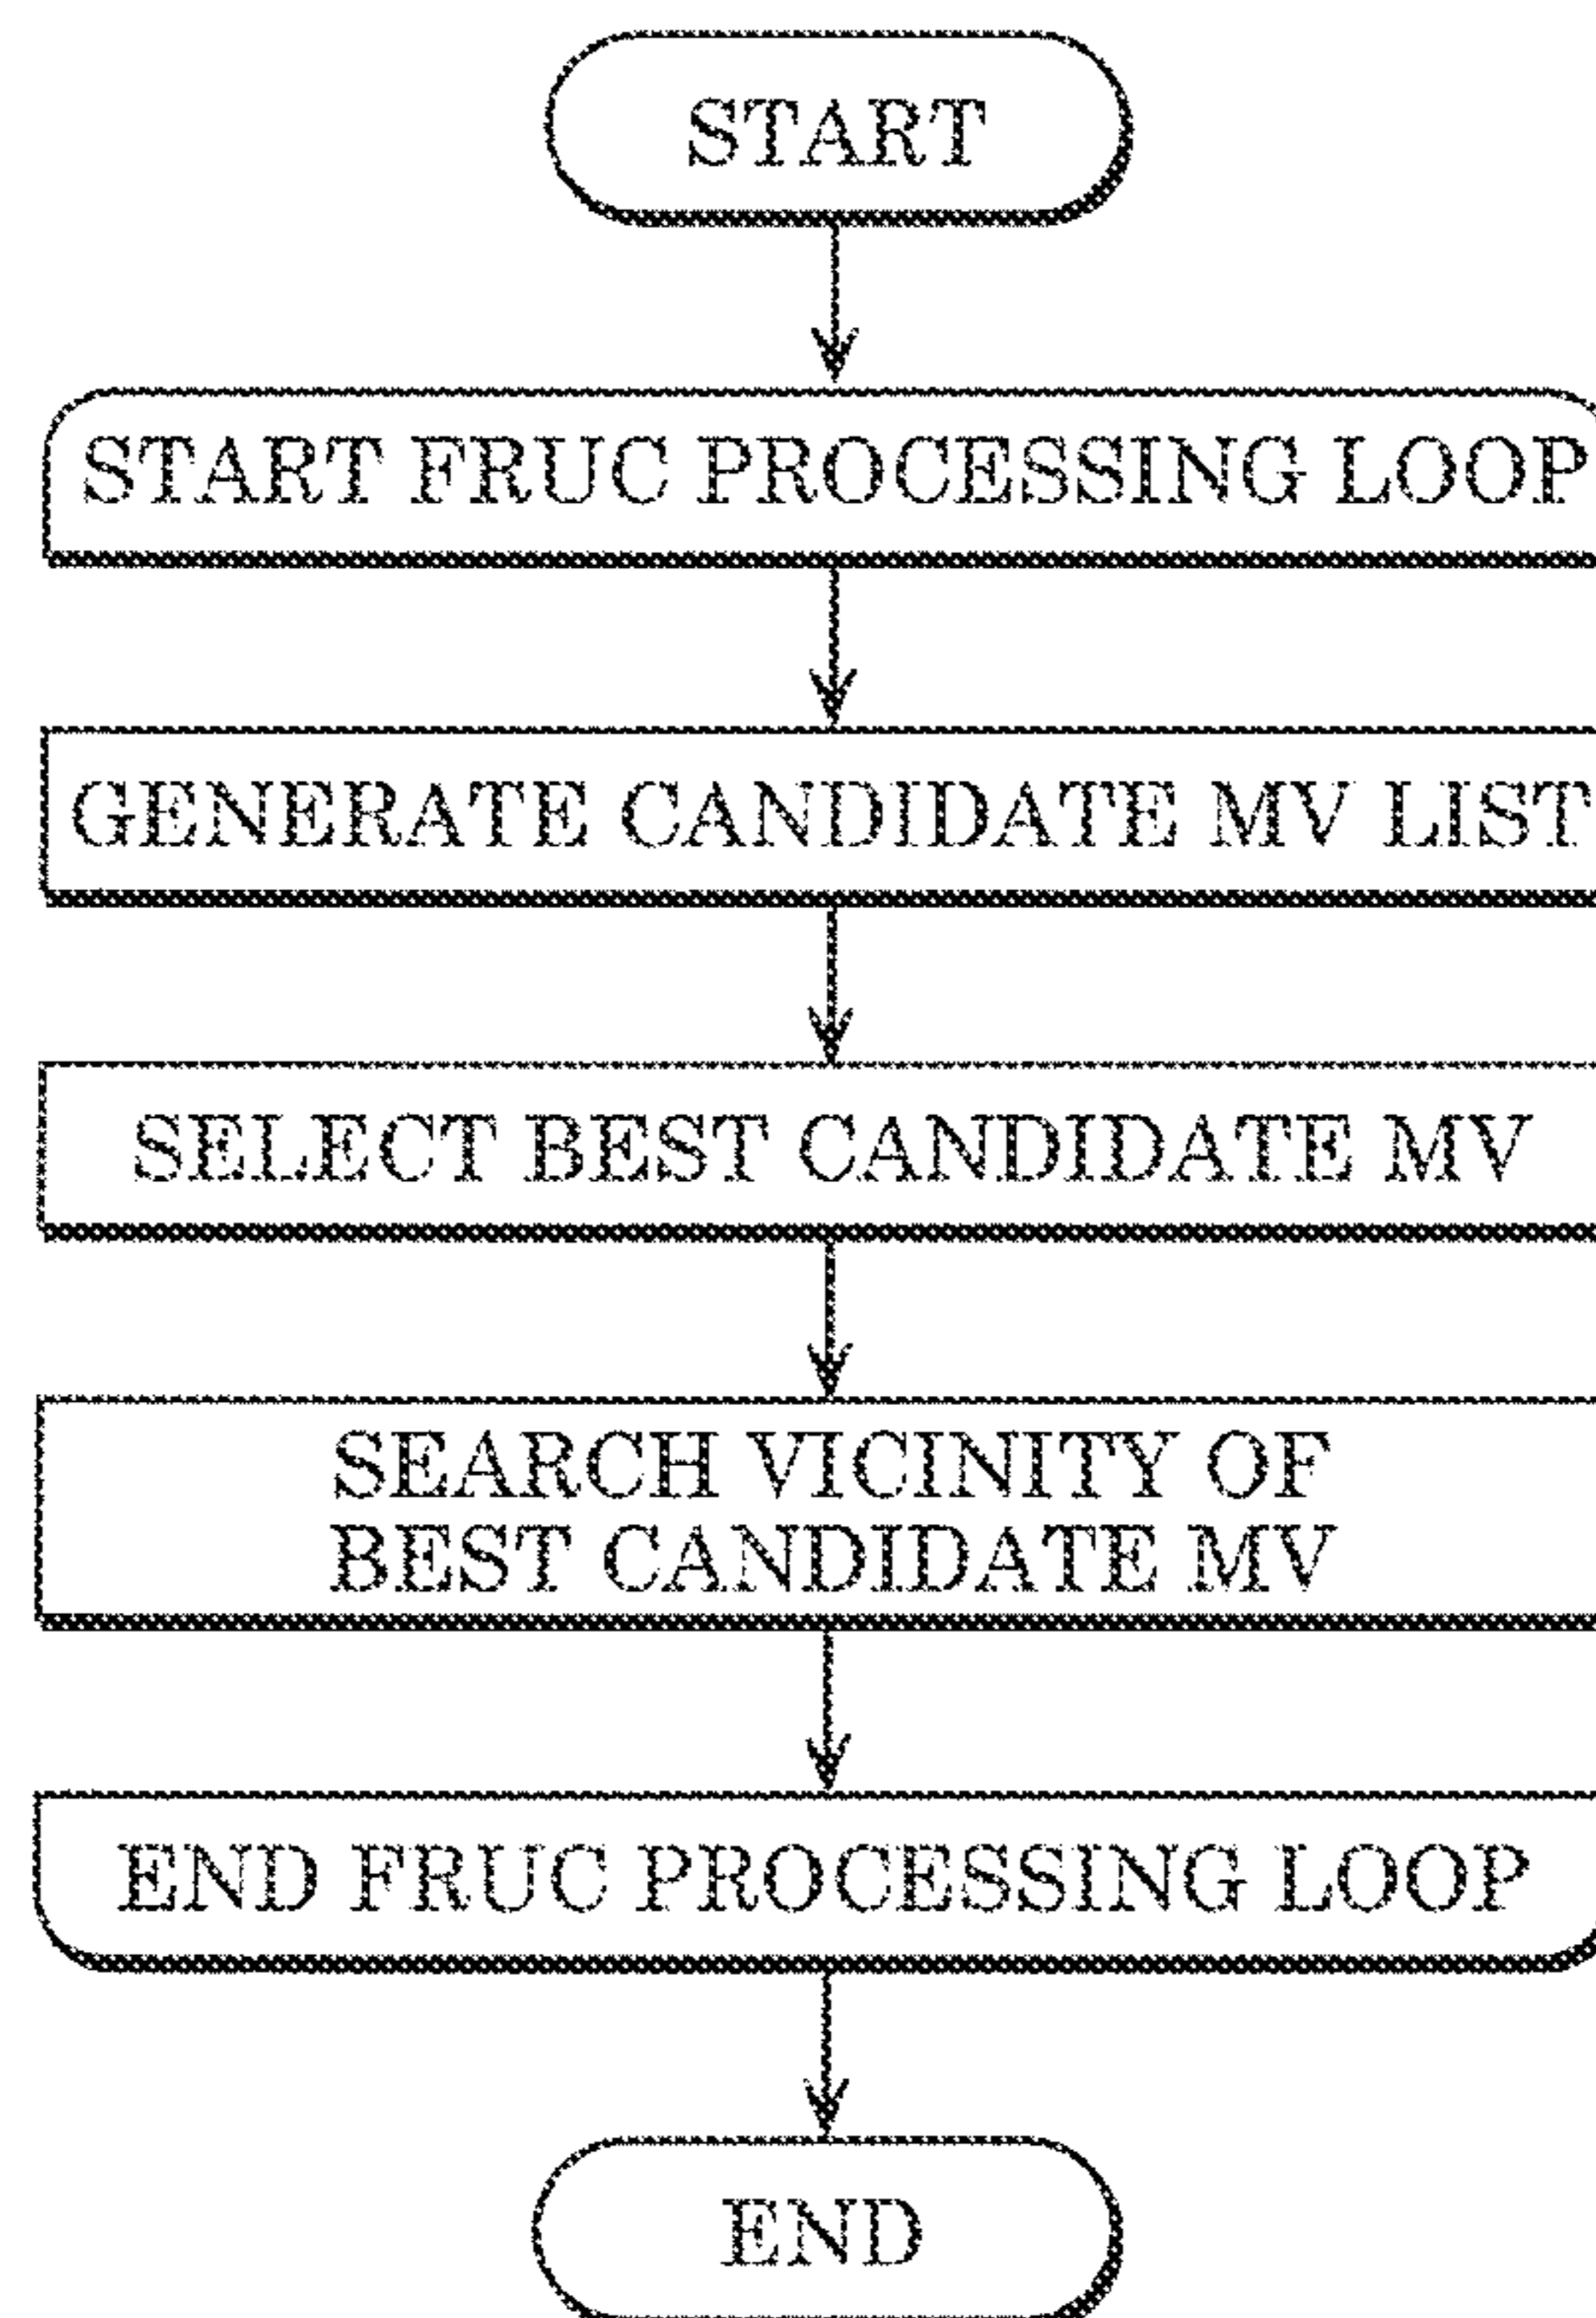 START
START FRUC PROCESSING LOOP
GENERATE CANDIDATE MV LIST
SELECT BEST CANDIDATE MV
SEARCH VICINITY OF
BEST CANDIDATE MV
END FRUC PROCESSING LOOP
END